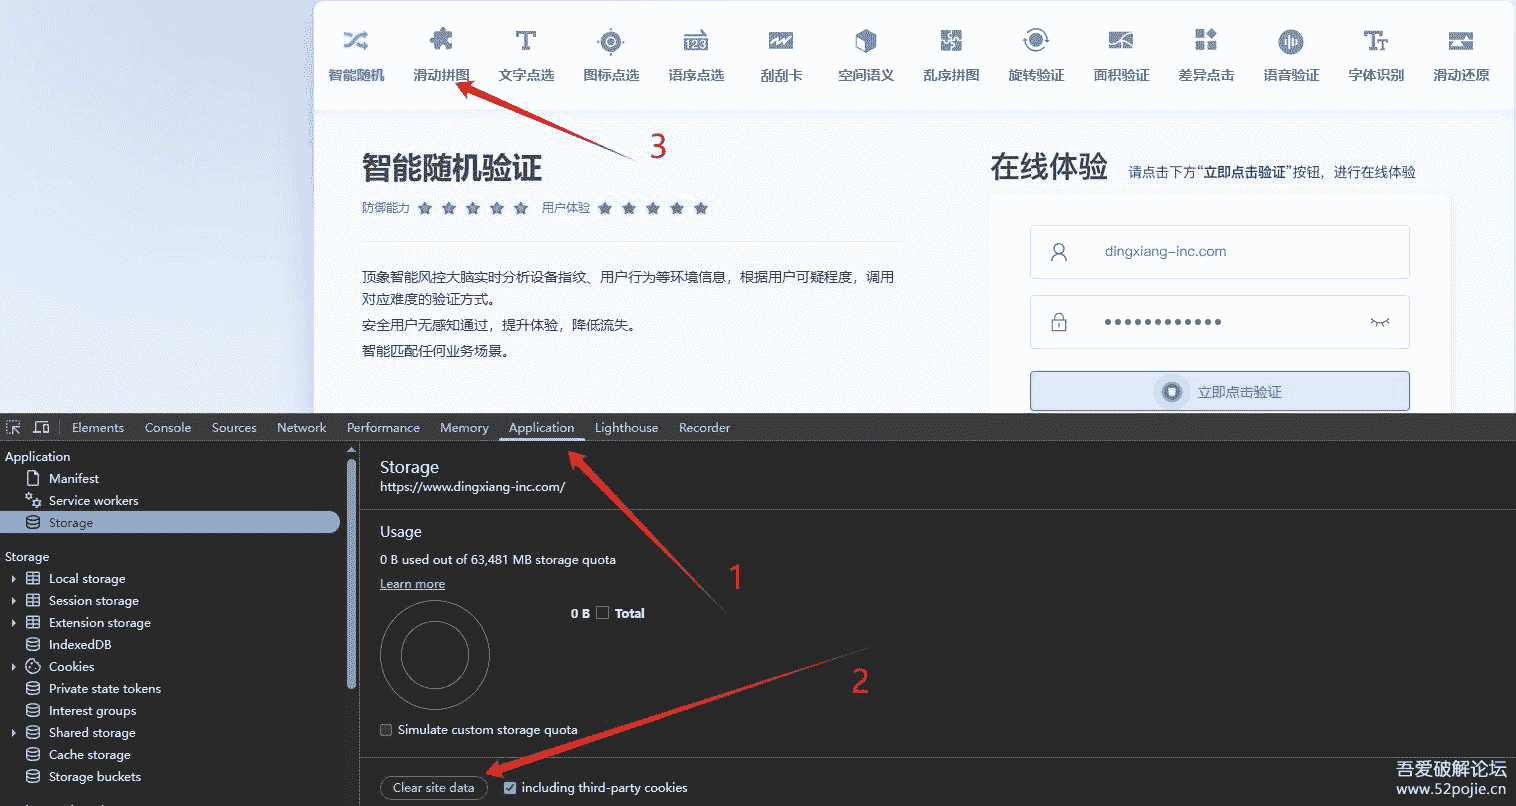 智能随机 滑动拼图 文字点选 图标点选 语序点选 刮刮卡 空间语义 乱序拼图 旋转验证 面积验证 差异点击 语音验证 字体识别 滑动还原
3
智能随机验证
防御能力 用户体验
顶象智能风控大脑实时分析设备指纹、用户行为等环境信息，根据用户可疑程度，调用
对应难度的验证方式。
安全用户无感知通过，提升体验，降低流失。
智能匹配任何业务场景。
在线体验 请点击下方“立即点击验证”按钮，进行在线体验
dingxiang-inc.com
••••••••••••
立即点击验证
Elements Console Sources Network Performance Memory Application Lighthouse Recorder
Application
Manifest
Service workers
Storage
Storage
Local storage
Session storage
Extension storage
IndexedDB
Cookies
Private state tokens
Interest groups
Shared storage
Cache storage
Storage buckets
Storage
https://www.dingxiang-inc.com/
Usage
0 B used out of 63,481 MB storage quota
Learn more
0 B Total
1
2
Simulate custom storage quota
Clear site data including third-party cookies
吾爱破解论坛
www.52pojie.cn